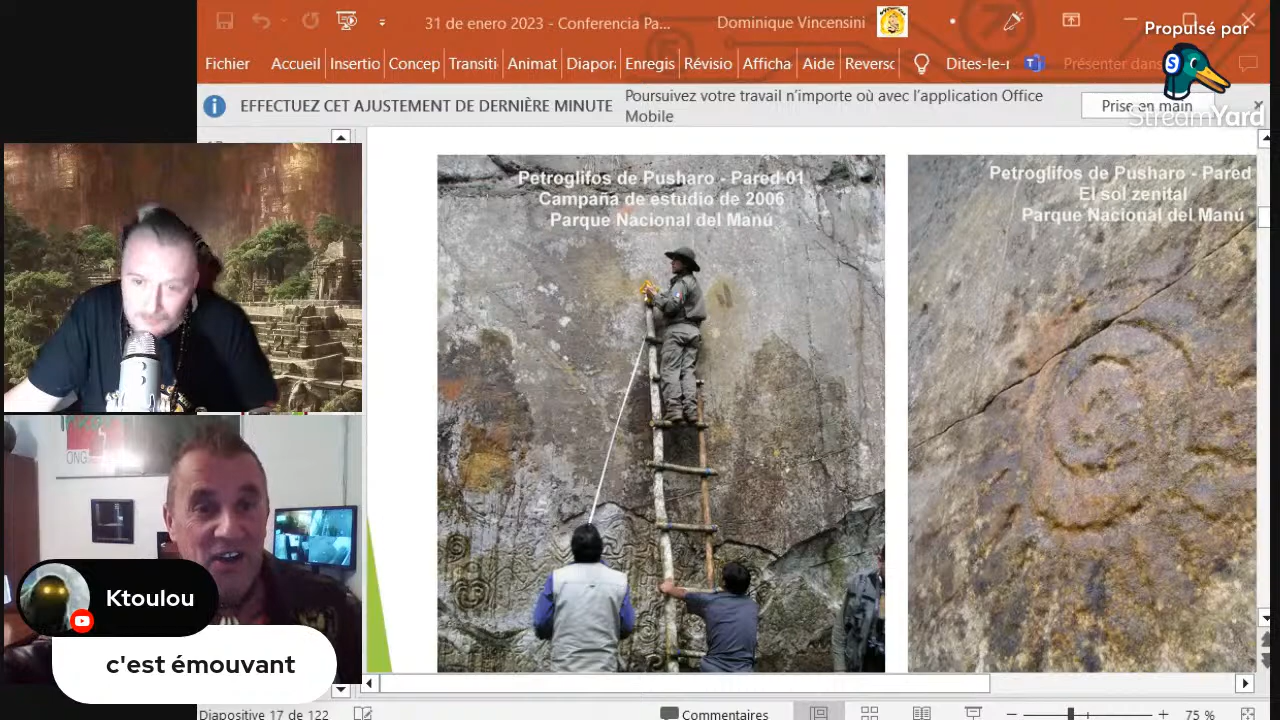 31 de enero 2023 - Conferencia Pa...
Dominique Vincensini
Propulsé par
StreamYard
Fichier Accueil Insertio Concep Transiti Animat Diapora Enregis Révisio Afficha Aide Reverso Dites-le-r Présenter dans
EFFECTUEZ CET AJUSTEMENT DE DERNIÈRE MINUTE
Poursuivez votre travail n'importe où avec l'application Office
Mobile
Prise en main
Petroglifos de Pusharo - Pared 01
Campaña de estudio de 2006
Parque Nacional del Manú
Petroglifos de Pusharo - Pared
El sol zenital
Parque Nacional del Manú
ONG
Ktoulou
c'est émouvant
Diapositive 17 de 122
Commentaires
75 %